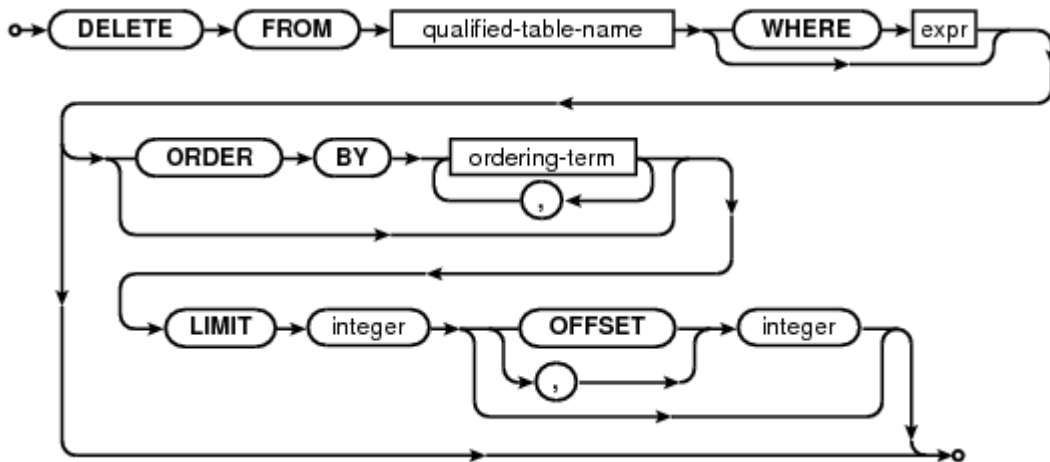 DELETE FROM qualified-table-name WHERE expr
ORDER BY ordering-term
,
LIMIT integer OFFSET integer
,